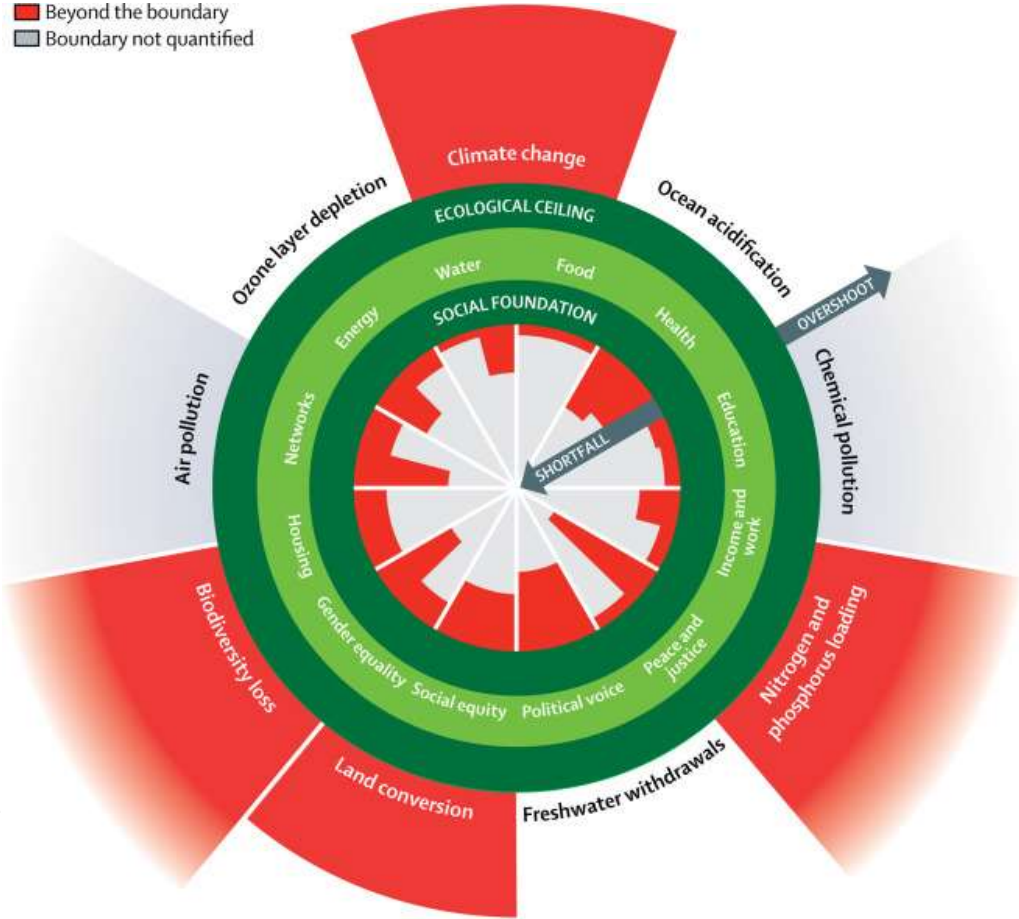 Beyond the boundary
Boundary not quantified
Climate change
Ozone layer depletion
ECOLOGICAL CEILING
Ocean acidification
Water
Food
Energy
SOCIAL FOUNDATION
Health
OVERSHOOT
Air pollution
Networks
SHORTFALL
Education
Chemical pollution
Housing
Income and
work
Biodiversity loss
Gender equality
Social equity
Political voice
Peace and
justice
Nitrogen and
phosphorus loading
Land conversion
Freshwater withdrawals